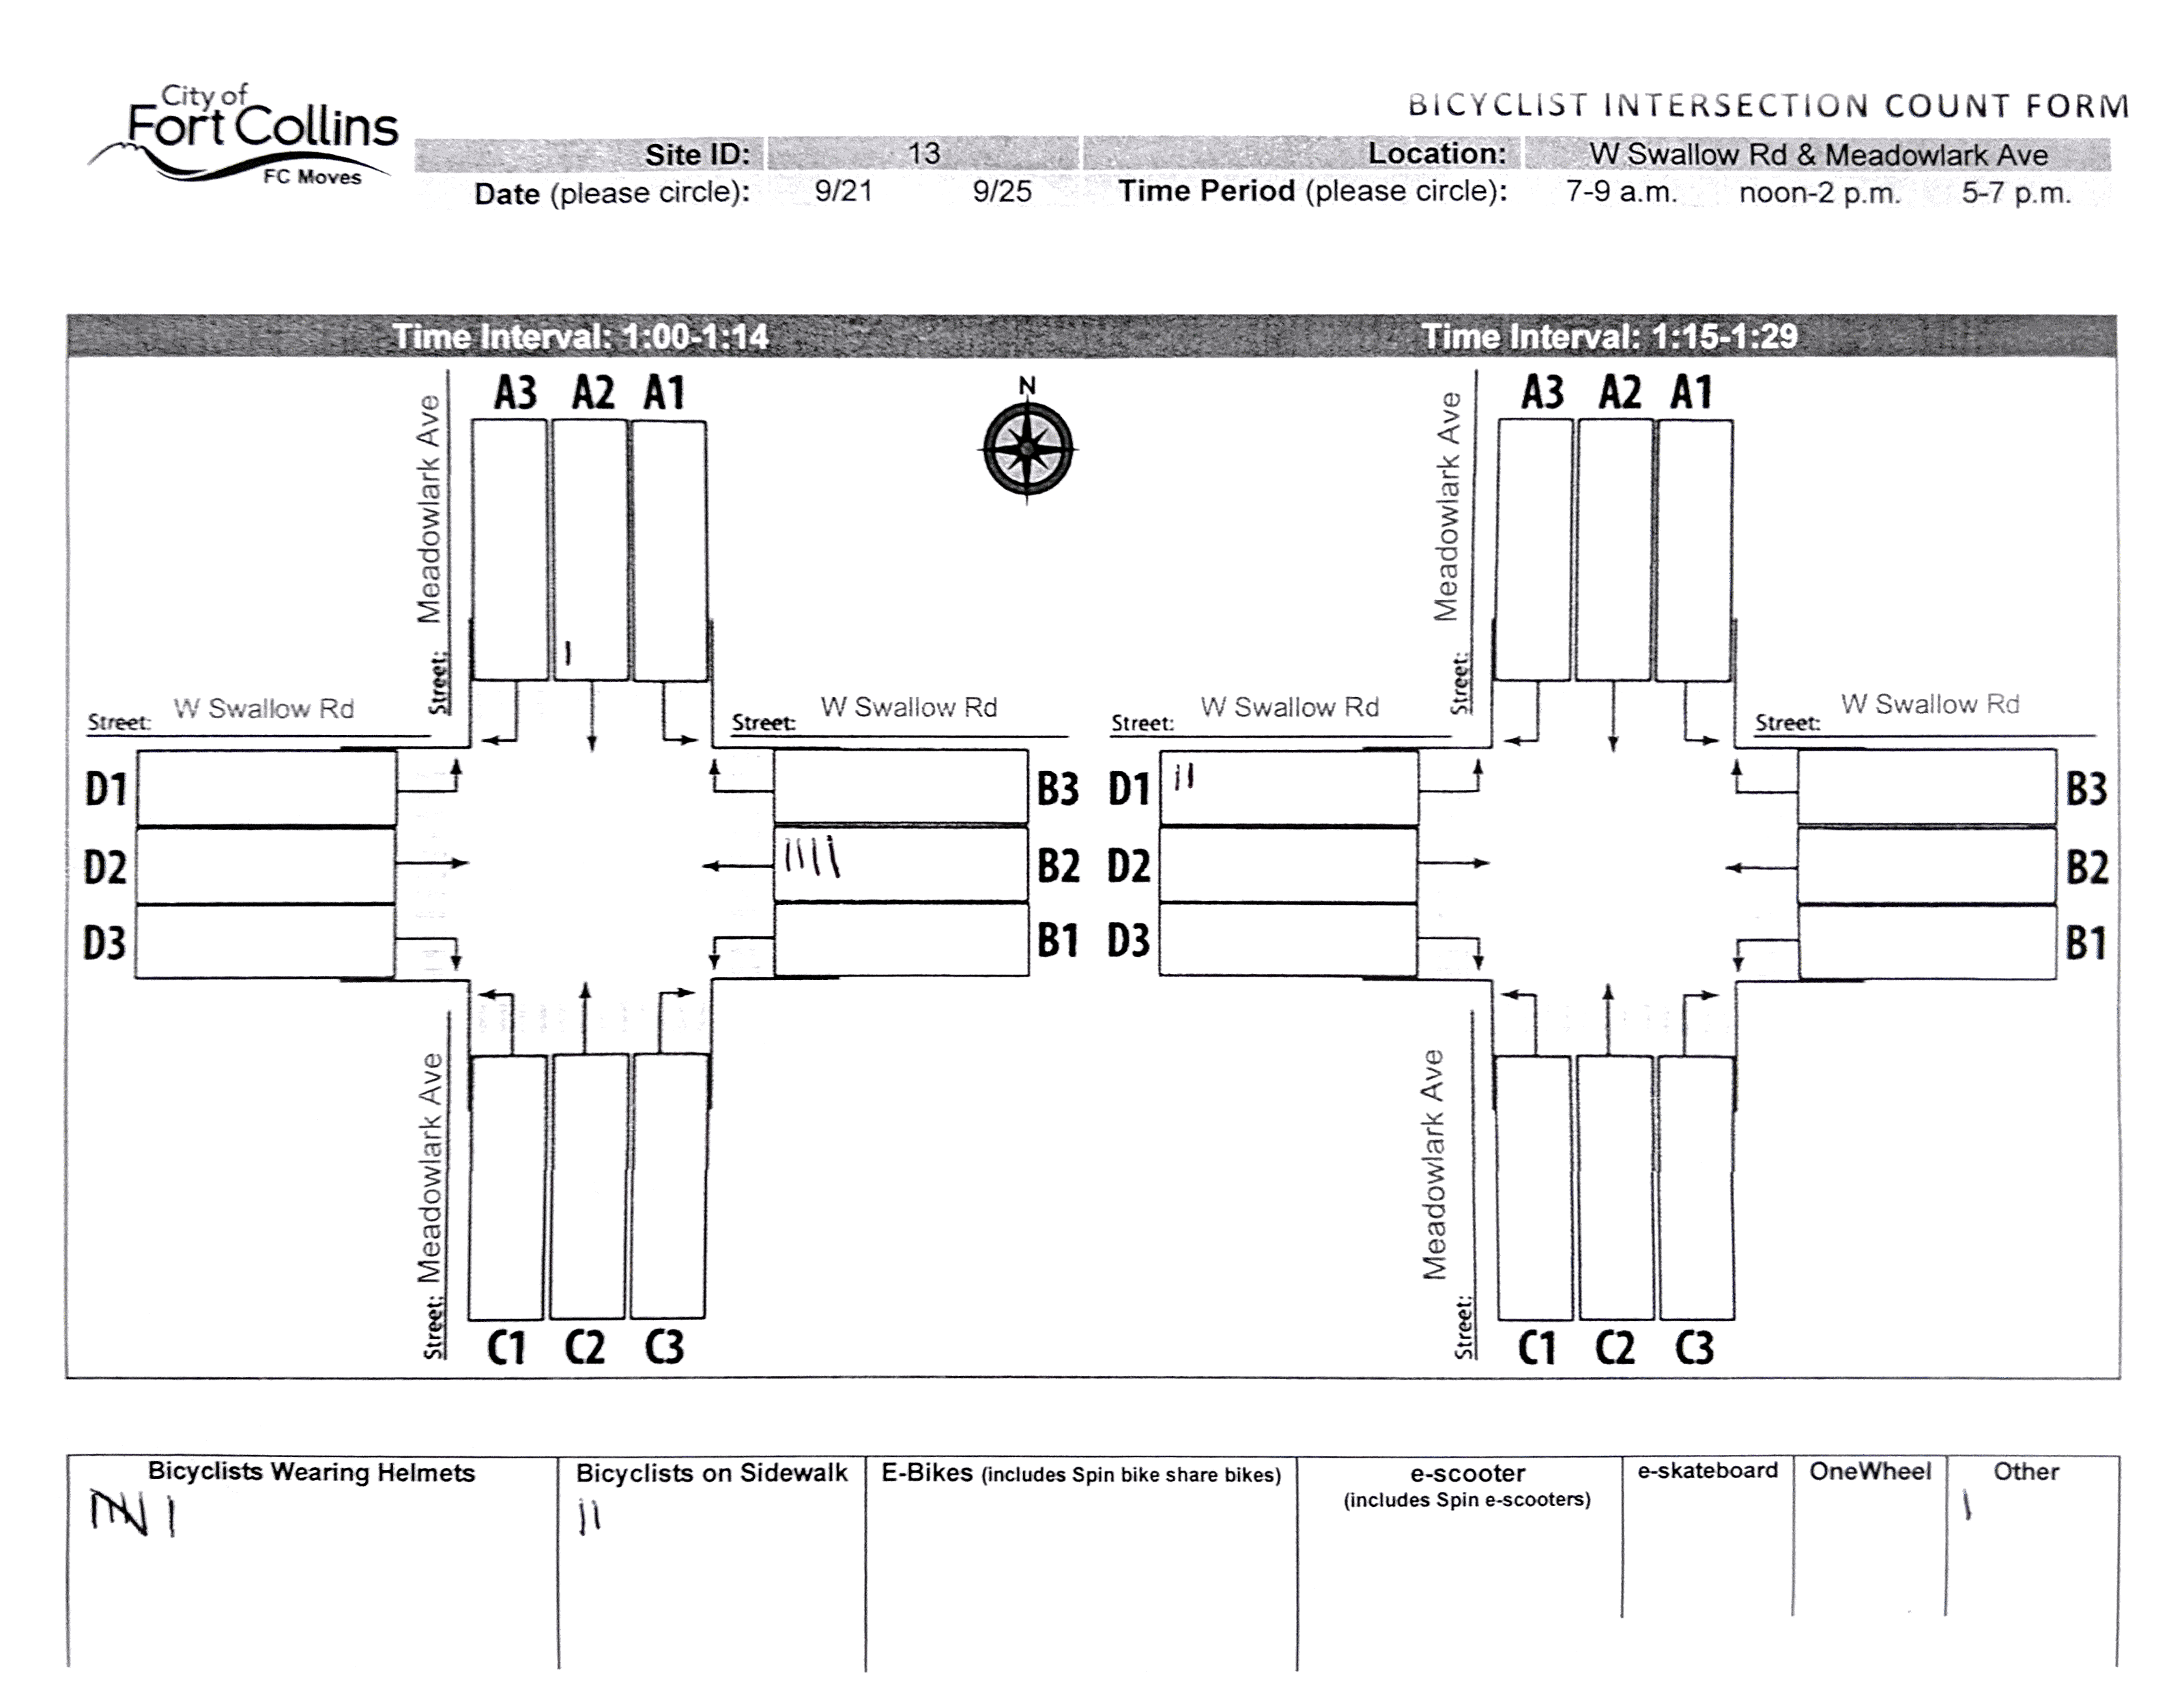 City of
Fort Collins
FC Moves
BICYCLIST INTERSECTION COUNT FORM
Site ID: 13 Location: W Swallow Rd & Meadowlark Ave
Date (please circle): 9/21 9/25 Time Period (please circle): 7-9 a.m. noon-2 p.m. 5-7 p.m.
Time Interval: 1:00-1:14 Time Interval: 1:15-1:29
A3 A2 A1
N
A3 A2 A1
Street: Meadowlark Ave
Street: Meadowlark Ave
|
Street: W Swallow Rd
Street: W Swallow Rd
Street: W Swallow Rd
Street: W Swallow Rd
D1 B3 D1 || B3
D2 |||| B2 D2 B2
D3 B1 D3 B1
Street: Meadowlark Ave
Street: Meadowlark Ave
C1 C2 C3
C1 C2 C3
Bicyclists Wearing Helmets Bicyclists on Sidewalk E-Bikes (includes Spin bike share bikes) e-scooter e-skateboard OneWheel Other
(includes Spin e-scooters)
|| |